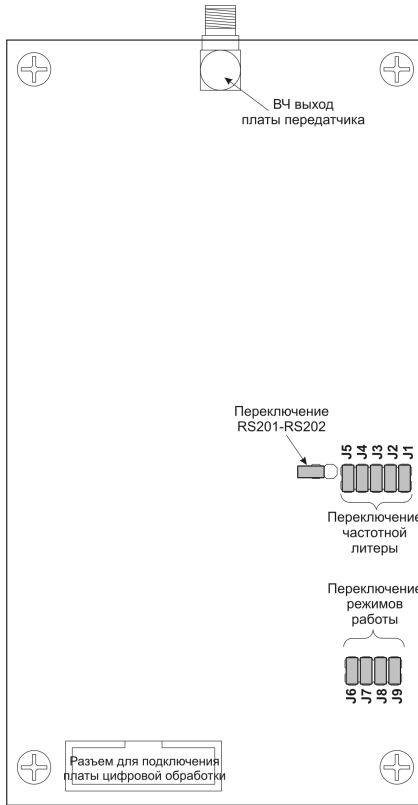 ВЧ выход
платы передатчика
Переключение
RS201-RS202
J5
J4
J3
J2
J1
Переключение
частотной
литеры
Переключение
режимов
работы
J6
J7
J8
J9
Разъем для подключения
платы цифровой обработки